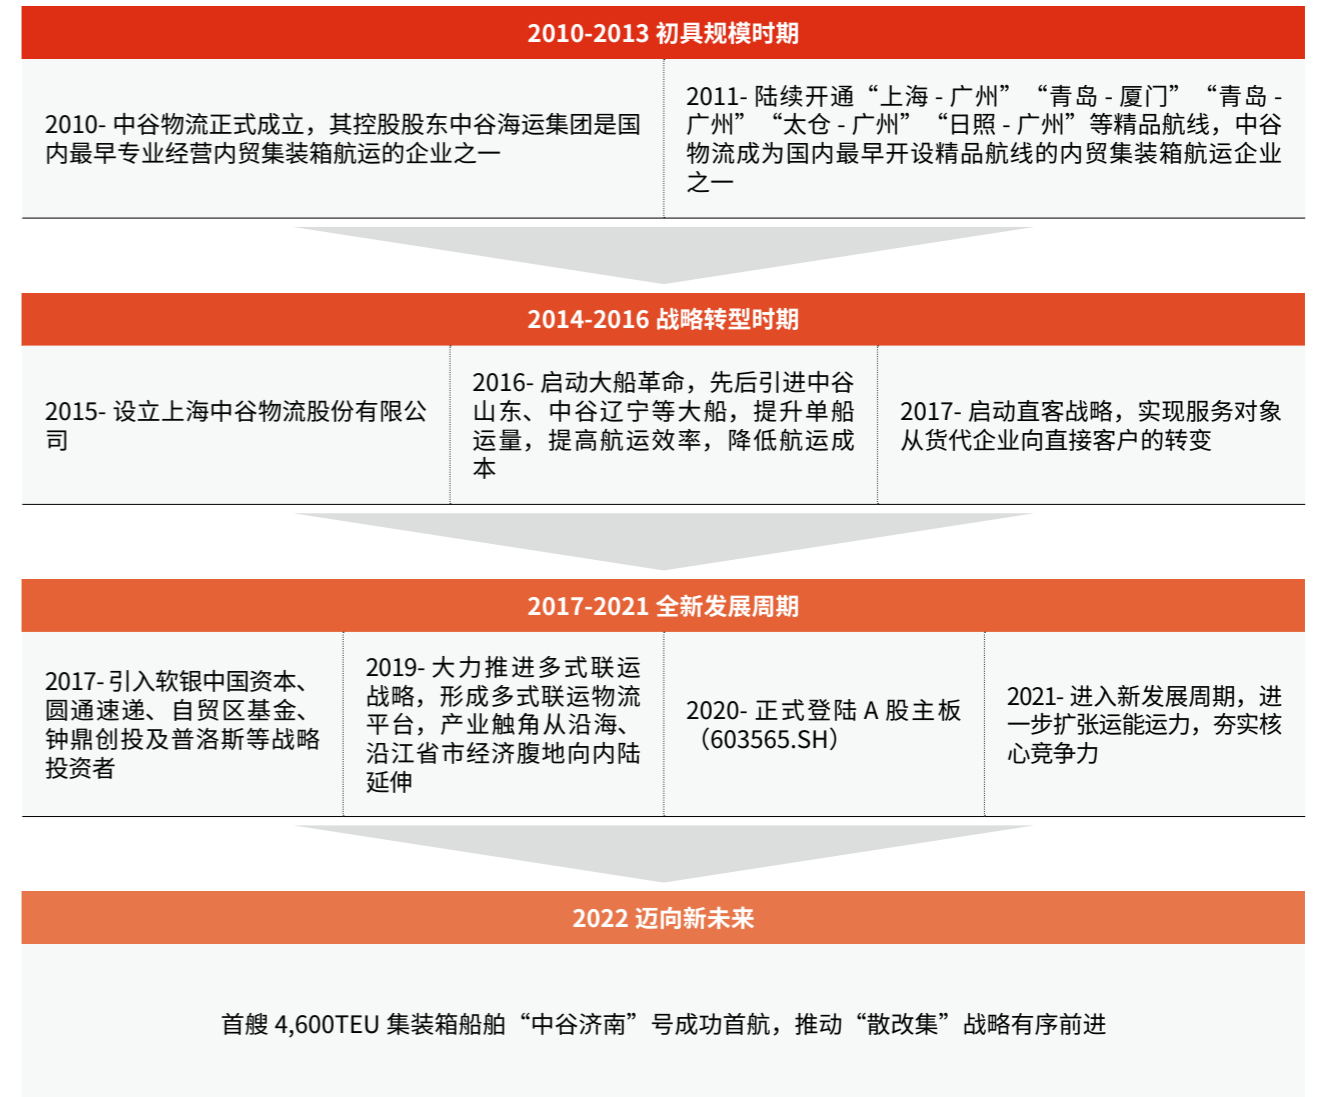 2010-2013 初具规模时期
2010- 中谷物流正式成立，其控股股东中谷海运集团是国
内最早专业经营内贸集装箱航运的企业之一
2011- 陆续开通“上海 - 广州”“青岛 - 厦门”“青岛 -
广州”“太仓 - 广州”“日照 - 广州”等精品航线，中谷
物流成为国内最早开设精品航线的内贸集装箱航运企业
之一
2014-2016 战略转型时期
2015- 设立上海中谷物流股份有限公
司
2016- 启动大船革命，先后引进中谷
山东、中谷辽宁等大船，提升单船
运量，提高航运效率，降低航运成
本
2017- 启动直客战略，实现服务对象
从货代企业向直接客户的转变
2017-2021 全新发展周期
2017- 引入软银中国资本、
圆通速递、自贸区基金、
钟鼎创投及普洛斯等战略
投资者
2019- 大力推进多式联运
战略，形成多式联运物流
平台，产业触角从沿海、
沿江省市经济腹地向内陆
延伸
2020- 正式登陆 A 股主板
（603565.SH）
2021- 进入新发展周期，进
一步扩张运能运力，夯实核
心竞争力
2022 迈向新未来
首艘 4,600TEU 集装箱船舶“中谷济南”号成功首航，推动“散改集”战略有序前进